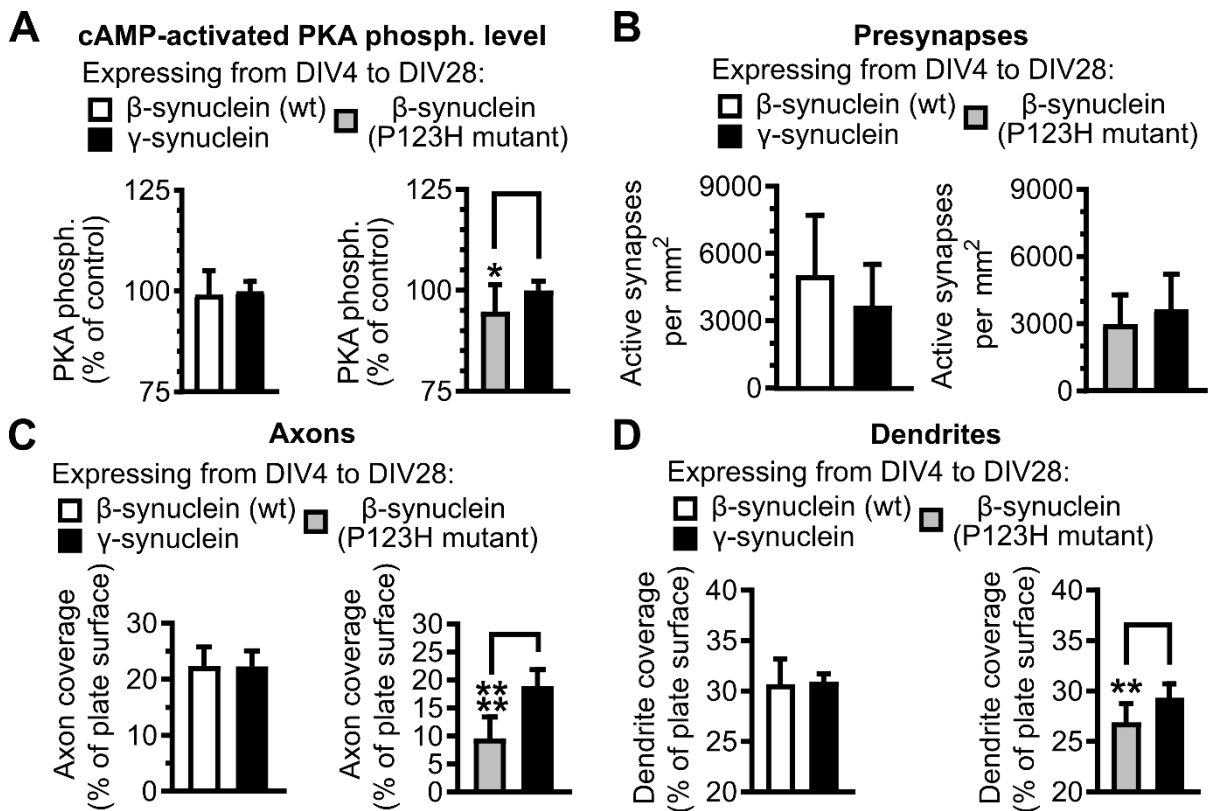 A cAMP-activated PKA phosph. level
Expressing from DIV4 to DIV28:
β-synuclein (wt) β-synuclein
γ-synuclein (P123H mutant)
PKA phosph.
(% of control)
125
100
75
PKA phosph.
(% of control)
125
100
75
*
B Presynapses
Expressing from DIV4 to DIV28:
β-synuclein (wt) β-synuclein
γ-synuclein (P123H mutant)
Active synapses
per mm²
9000
6000
3000
0
Active synapses
per mm²
9000
6000
3000
0
C Axons
Expressing from DIV4 to DIV28:
β-synuclein (wt) β-synuclein
γ-synuclein (P123H mutant)
Axon coverage
(% of plate surface)
30
25
20
15
10
5
0
Axon coverage
(% of plate surface)
30
25
20
15
10
5
0
**
**
D Dendrites
Expressing from DIV4 to DIV28:
β-synuclein (wt) β-synuclein
γ-synuclein (P123H mutant)
Dendrite coverage
(% of plate surface)
40
35
30
25
20
Dendrite coverage
(% of plate surface)
40
35
30
25
20
**